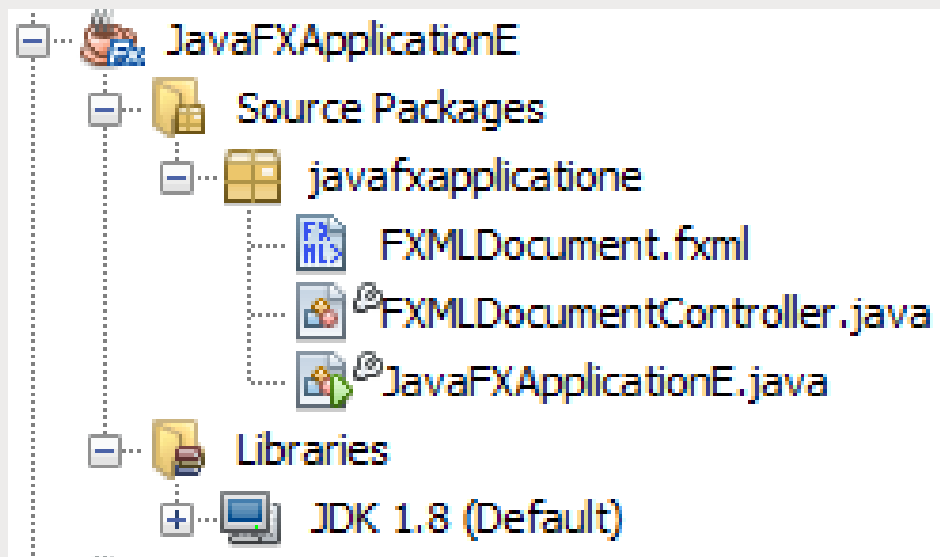 JavaFXApplicationE
Source Packages
javafxapplicatione
FXMLDocument.fxml
FXMLDocumentController.java
JavaFXApplicationE.java
Libraries
JDK 1.8 (Default)